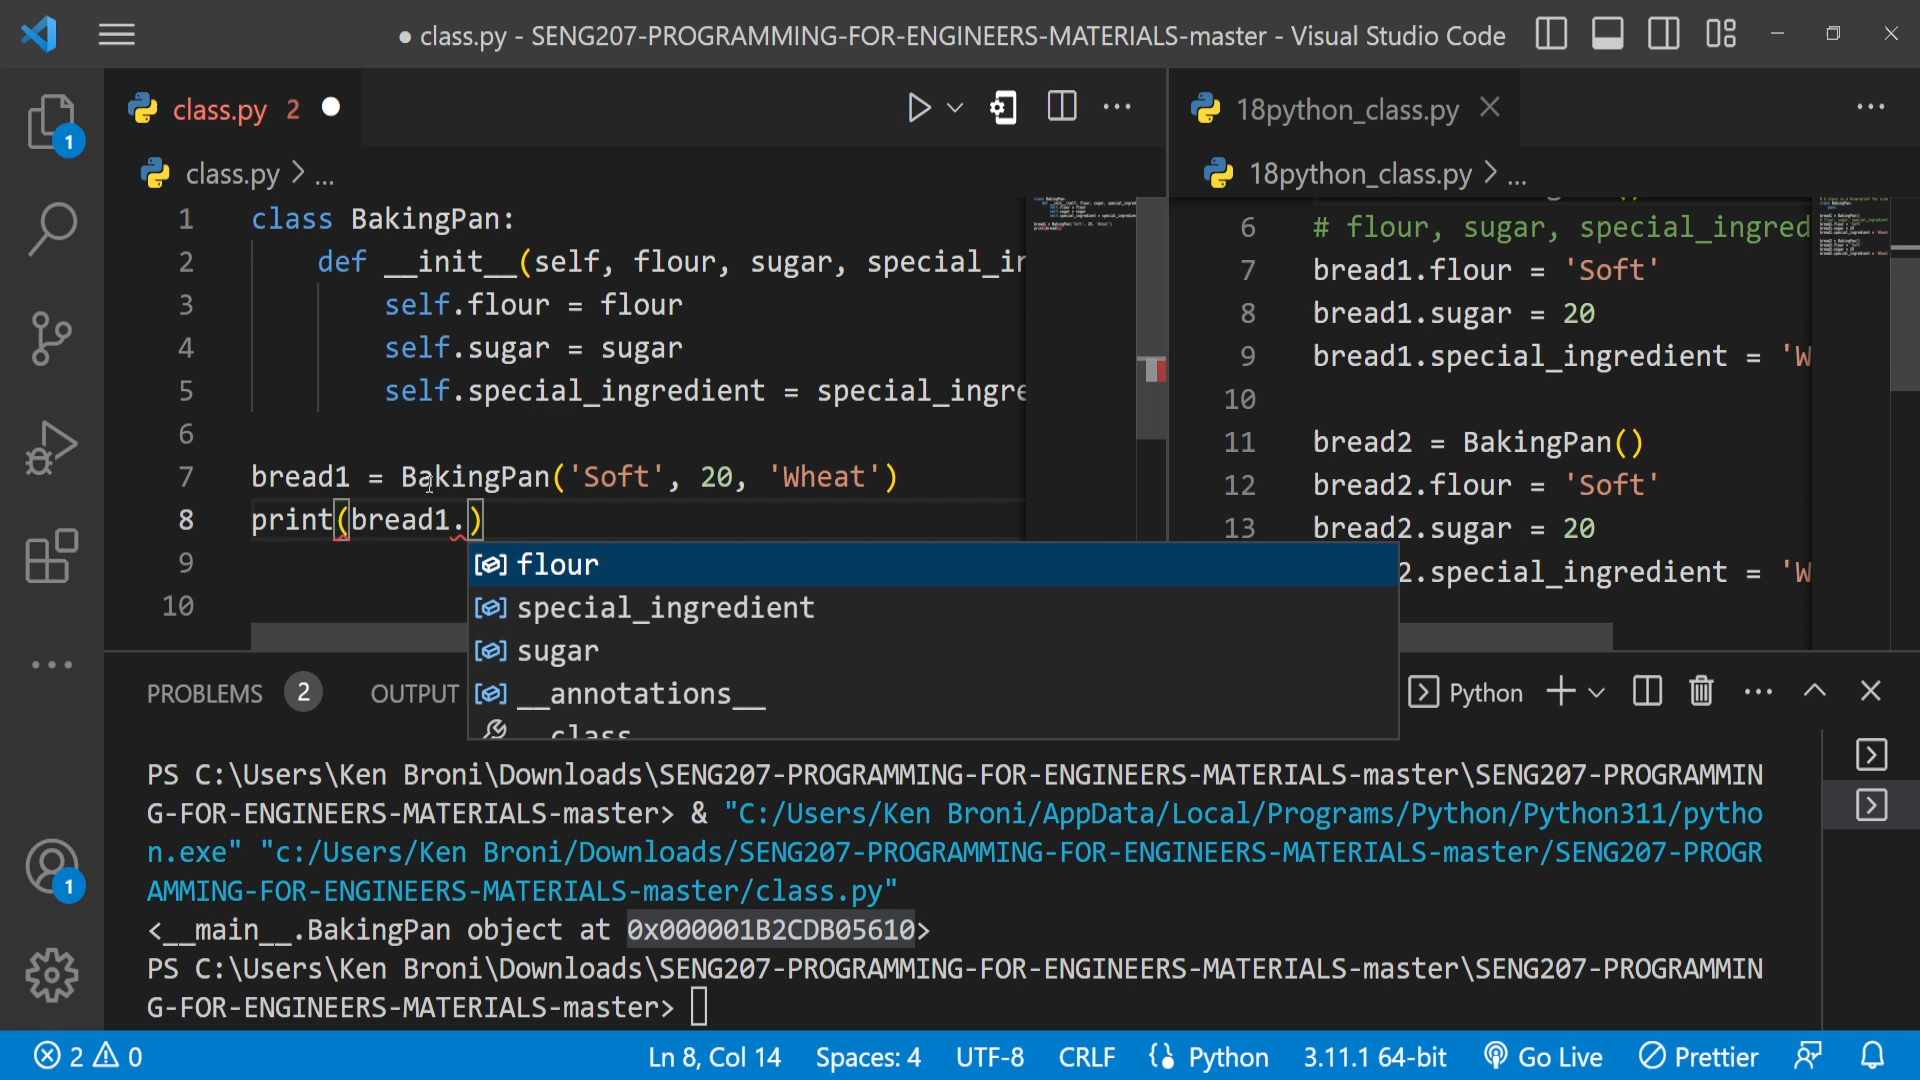 ● class.py - SENG207-PROGRAMMING-FOR-ENGINEERS-MATERIALS-master - Visual Studio Code
1
class.py 2
class.py > ...
1 class BakingPan:
2 def __init__(self, flour, sugar, special_in
3 self.flour = flour
4 self.sugar = sugar
5 self.special_ingredient = special_ingre
6
7 bread1 = BakingPan('Soft', 20, 'Wheat')
8 print(bread1.)
9
10
flour
special_ingredient
sugar
__annotations__
__class__
18python_class.py
18python_class.py > ...
6 # flour, sugar, special_ingred
7 bread1.flour = 'Soft'
8 bread1.sugar = 20
9 bread1.special_ingredient = 'W
10
11 bread2 = BakingPan()
12 bread2.flour = 'Soft'
13 bread2.sugar = 20
2.special_ingredient = 'W
PROBLEMS 2 OUTPUT
Python
PS C:\Users\Ken Broni\Downloads\SENG207-PROGRAMMING-FOR-ENGINEERS-MATERIALS-master\SENG207-PROGRAMMIN
G-FOR-ENGINEERS-MATERIALS-master> & "C:/Users/Ken Broni/AppData/Local/Programs/Python/Python311/pytho
n.exe" "c:/Users/Ken Broni/Downloads/SENG207-PROGRAMMING-FOR-ENGINEERS-MATERIALS-master/SENG207-PROGR
AMMING-FOR-ENGINEERS-MATERIALS-master/class.py"
<__main__.BakingPan object at 0x000001B2CDB05610>
PS C:\Users\Ken Broni\Downloads\SENG207-PROGRAMMING-FOR-ENGINEERS-MATERIALS-master\SENG207-PROGRAMMIN
G-FOR-ENGINEERS-MATERIALS-master>
1
2 0 Ln 8, Col 14 Spaces: 4 UTF-8 CRLF Python 3.11.1 64-bit Go Live Prettier